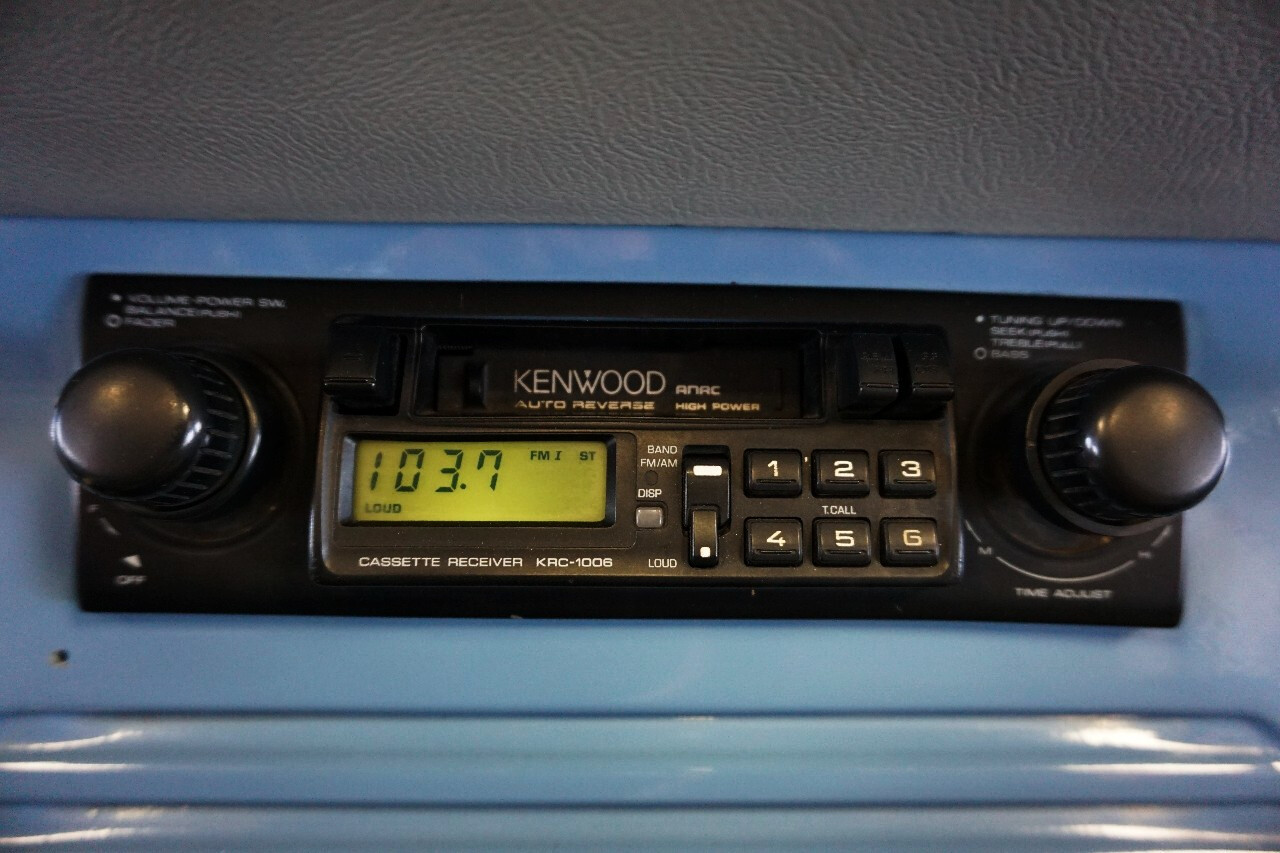 VOLUME·POWER SW.
BALANCE(PUSH)
FADER
TUNING UP/DOWN
SEEK(PUSH)
TREBLE(PULL)
BASS
KENWOOD ANRC
AUTO REVERSE HIGH POWER
103.7 FM I ST
LOUD
BAND
FM/AM
DISP
LOUD
1 2 3
T.CALL
4 5 6
CASSETTE RECEIVER KRC-1006
OFF
M H
TIME ADJUST